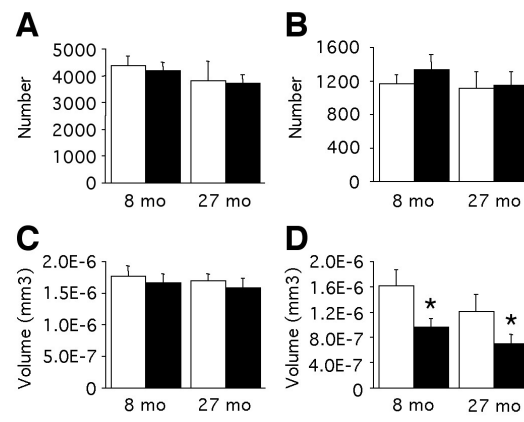 A
Number
5000
4000
3000
2000
1000
0
8 mo 27 mo
B
Number
1600
1200
800
400
0
8 mo 27 mo
C
Volume (mm3)
2.0E-6
1.5E-6
1.0E-6
5.0E-7
0
8 mo 27 mo
D
Volume (mm3)
2.0E-6
1.6E-6
1.2E-6
8.0E-7
4.0E-7
0
*
*
8 mo 27 mo